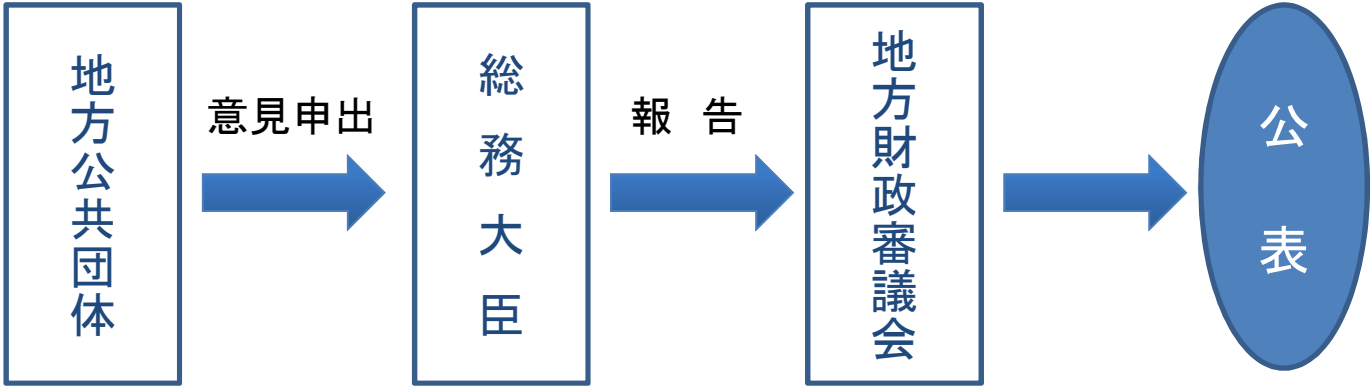 地方公共団体
意見申出
総務大臣
報　告
地方財政審議会
公表